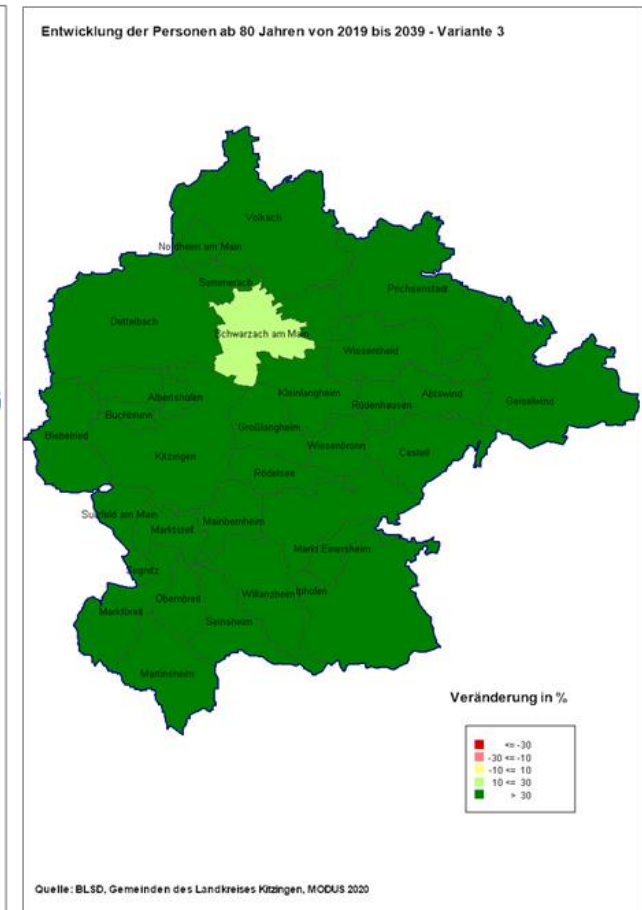 Entwicklung der Personen ab 80 Jahren von 2019 bis 2039 - Variante 3
Volkach
Nordheim am Main
Sommerach
Prichsenstadt
Dettelbach
Schwarzach am Main
Wiesentheid
Kleinlangheim
Abtswind
Geiselwind
Albertshofen
Rüdenhausen
Buchbrunn
Großlangheim
Biebelried
Wiesenbronn
Castell
Kitzingen
Rödelsee
Sulzfeld am Main
Mainbernheim
Marktsteft
Markt Einersheim
Segnitz
Willanzheim
Iphofen
Obernbreit
Marktbreit
Seinsheim
Martinsheim
Veränderung in %
<= -30
-30 <= -10
-10 <= 10
10 <= 30
> 30
Quelle: BLSD, Gemeinden des Landkreises Kitzingen, MODUS 2020